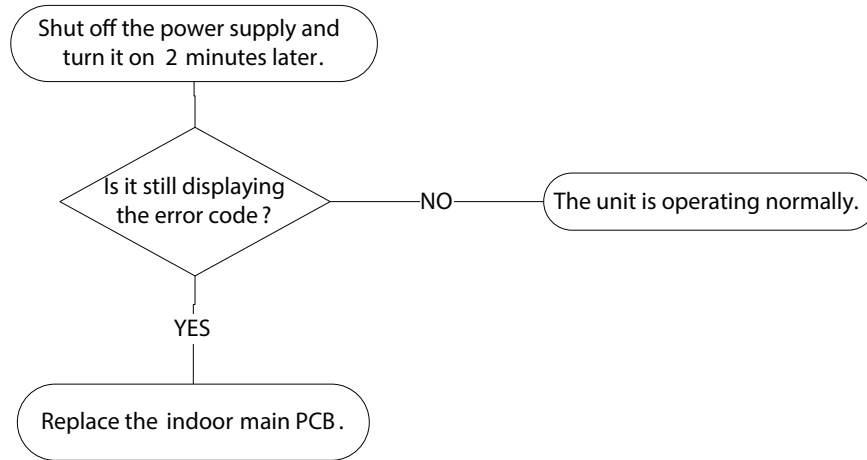 Shut off the power supply and
turn it on 2 minutes later.
Is it still displaying
the error code?
NO
The unit is operating normally.
YES
Replace the indoor main PCB.